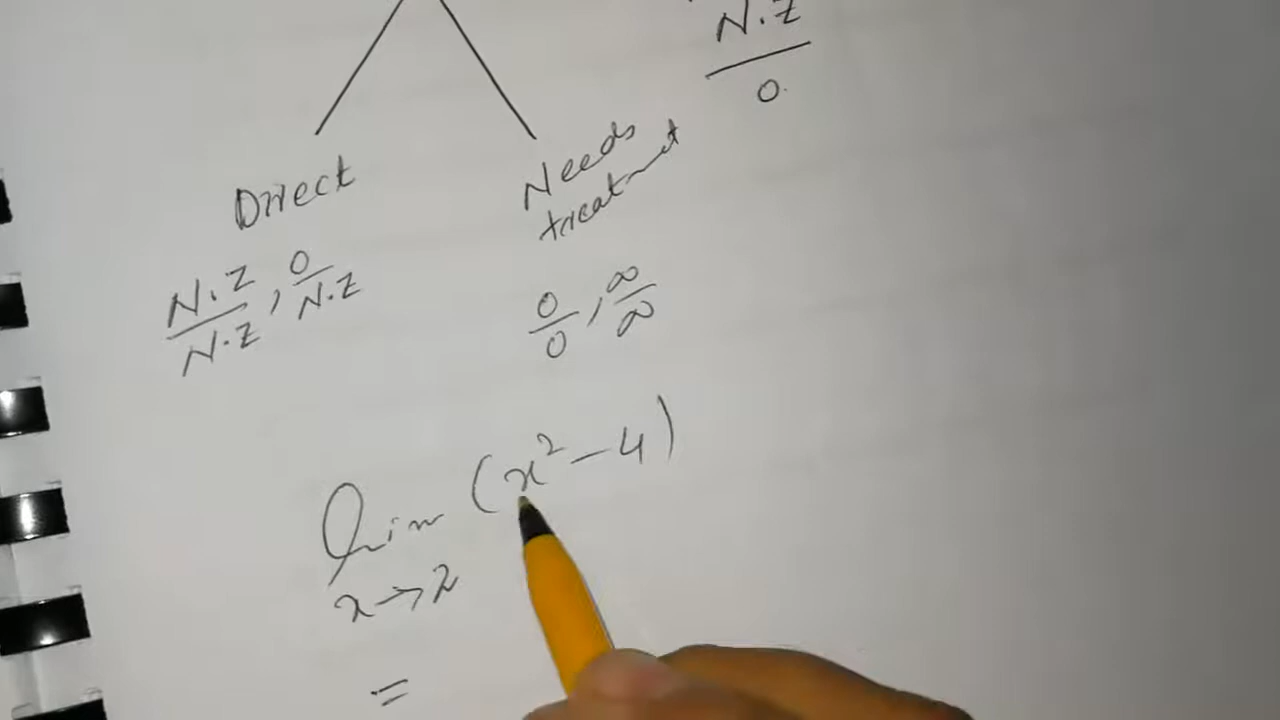 N.Z
0
Direct
Needs
treatment
N.Z/N.Z , 0/N.Z
0/0 , ∞/∞
lim (x² - 4)
x→2
=